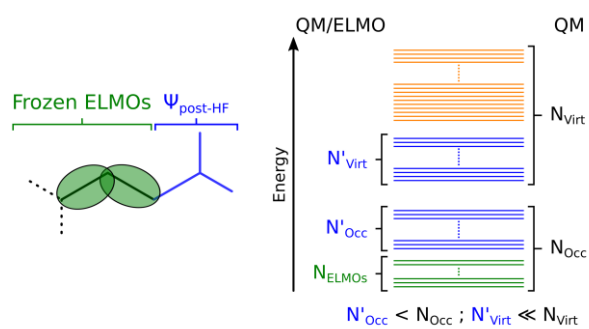 QM/ELMO QM
Frozen ELMOs Ψpost-HF
Energy
NVirt
N'Virt
N'Occ
NOcc
NELMOs
N'Occ < NOcc ; N'Virt ≪ NVirt